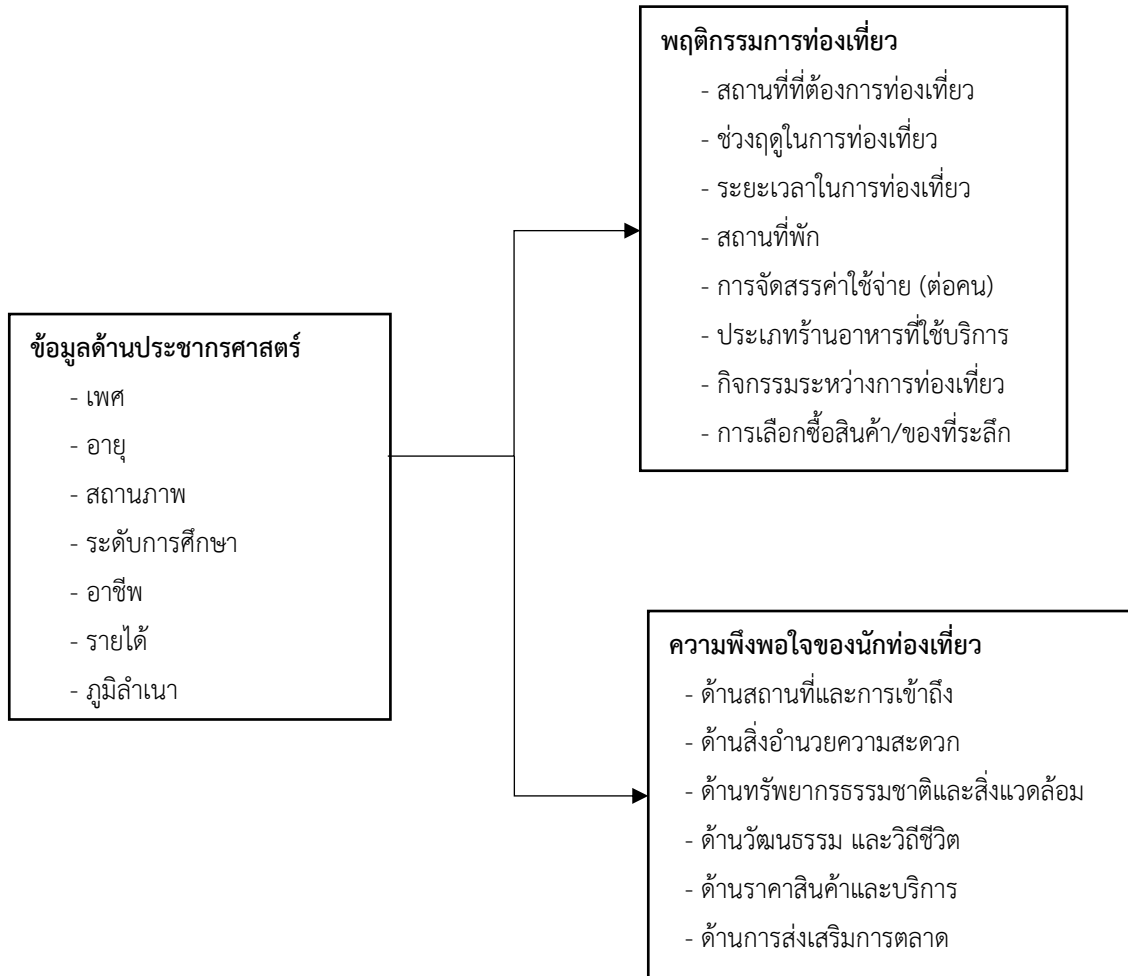 พฤติกรรมการท่องเที่ยว
- สถานที่ที่ต้องการท่องเที่ยว
- ช่วงฤดูในการท่องเที่ยว
- ระยะเวลาในการท่องเที่ยว
- สถานที่พัก
- การจัดสรรค่าใช้จ่าย (ต่อคน)
- ประเภทร้านอาหารที่ใช้บริการ
- กิจกรรมระหว่างการท่องเที่ยว
- การเลือกซื้อสินค้า/ของที่ระลึก
ข้อมูลด้านประชากรศาสตร์
- เพศ
- อายุ
- สถานภาพ
- ระดับการศึกษา
- อาชีพ
- รายได้
- ภูมิลำเนา
ความพึงพอใจของนักท่องเที่ยว
- ด้านสถานที่และการเข้าถึง
- ด้านสิ่งอำนวยความสะดวก
- ด้านทรัพยากรธรรมชาติและสิ่งแวดล้อม
- ด้านวัฒนธรรม และวิถีชีวิต
- ด้านราคาสินค้าและบริการ
- ด้านการส่งเสริมการตลาด